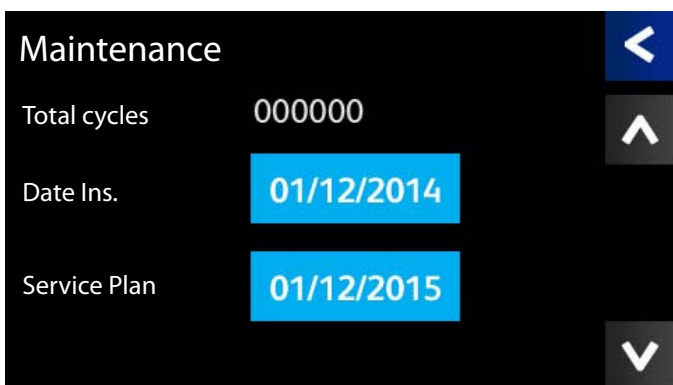 Maintenance
Total cycles 000000
Date Ins. 01/12/2014
Service Plan 01/12/2015